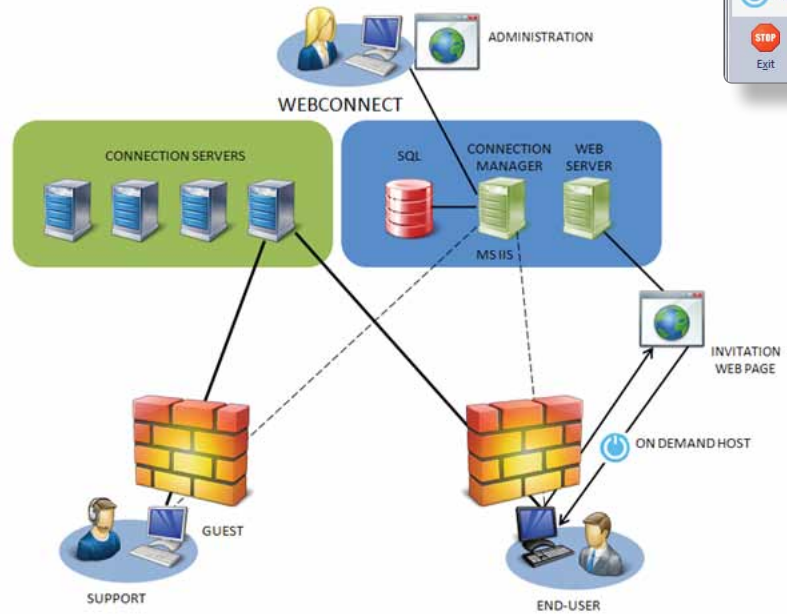 STOP
Exit
ADMINISTRATION
WEBCONNECT
CONNECTION SERVERS
SQL
CONNECTION
MANAGER
WEB
SERVER
MS IIS
INVITATION
WEB PAGE
ON DEMAND HOST
GUEST
SUPPORT
END-USER